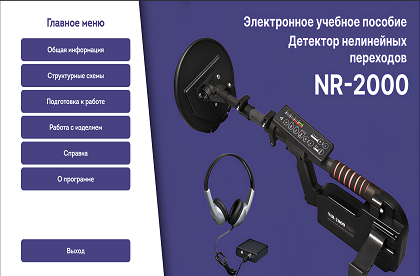 Главное меню
Общая информация
Структурные схемы
Подготовка к работе
Работа с изделием
Справка
О программе
Выход
Электронное учебное пособие
Детектор нелинейных
переходов
NR-2000